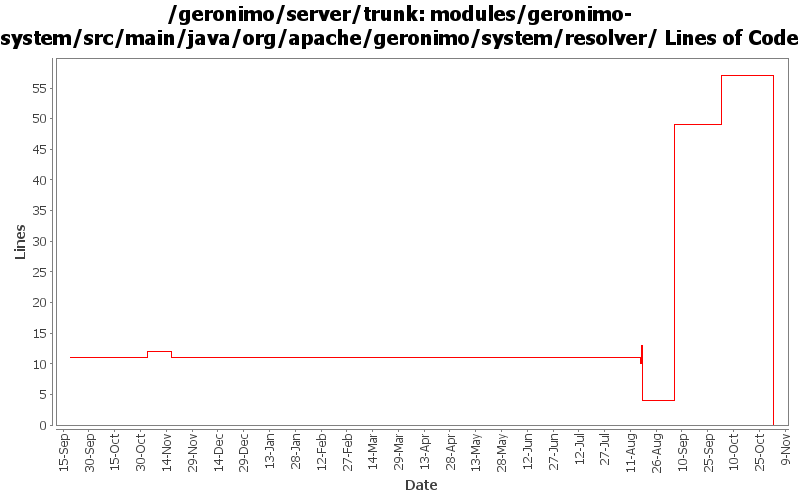 /geronimo/server/trunk: modules/geronimo-
system/src/main/java/org/apache/geronimo/system/resolver/ Lines of Code
55
50
45
40
35
30
25
20
15
10
5
0
Lines
15-Sep
30-Sep
15-Oct
30-Oct
14-Nov
29-Nov
14-Dec
29-Dec
13-Jan
28-Jan
12-Feb
27-Feb
14-Mar
29-Mar
13-Apr
28-Apr
13-May
28-May
12-Jun
27-Jun
12-Jul
27-Jul
11-Aug
26-Aug
10-Sep
25-Sep
10-Oct
25-Oct
9-Nov
Date